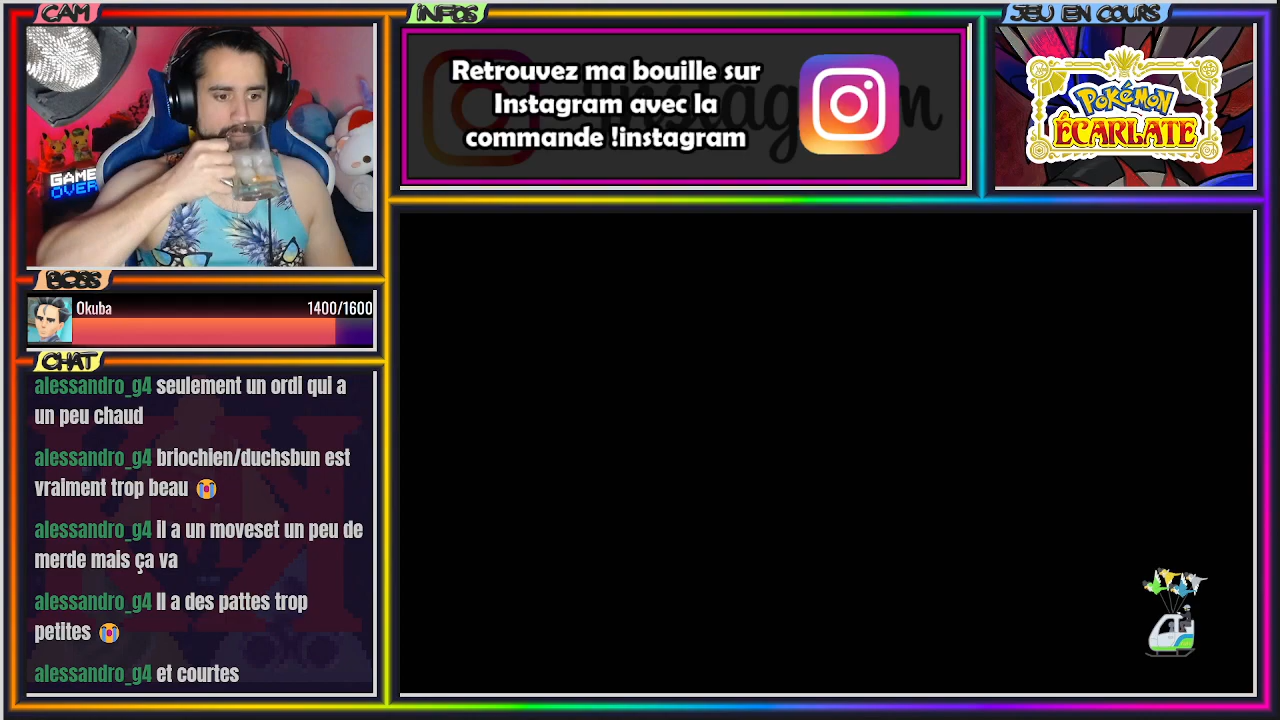 CAM
INFOS
JEU EN COURS
Retrouvez ma bouille sur
Instagram avec la
commande !instagram
POKÉMON
ÉCARLATE
GAME
OVER
BOSS
Okuba 1400/1600
CHAT
alessandro_g4 seulement un ordi qui a
un peu chaud
alessandro_g4 briochien/duchsbun est
vraiment trop beau 😭
alessandro_g4 il a un moveset un peu de
merde mais ça va
alessandro_g4 Il a des pattes trop
petites 😭
alessandro_g4 et courtes